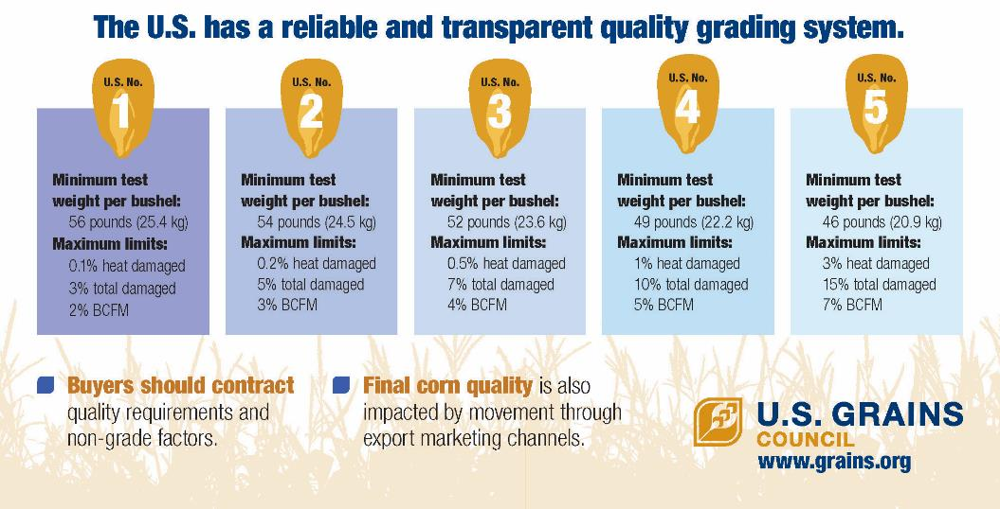 The U.S. has a reliable and transparent quality grading system.
U.S. No.
1
Minimum test
weight per bushel:
56 pounds (25.4 kg)
Maximum limits:
0.1% heat damaged
3% total damaged
2% BCFM
U.S. No.
2
Minimum test
weight per bushel:
54 pounds (24.5 kg)
Maximum limits:
0.2% heat damaged
5% total damaged
3% BCFM
U.S. No.
3
Minimum test
weight per bushel:
52 pounds (23.6 kg)
Maximum limits:
0.5% heat damaged
7% total damaged
4% BCFM
U.S. No.
4
Minimum test
weight per bushel:
49 pounds (22.2 kg)
Maximum limits:
1% heat damaged
10% total damaged
5% BCFM
U.S. No.
5
Minimum test
weight per bushel:
46 pounds (20.9 kg)
Maximum limits:
3% heat damaged
15% total damaged
7% BCFM
Buyers should contract
quality requirements and
non-grade factors.
Final corn quality is also
impacted by movement through
export marketing channels.
U.S. GRAINS
COUNCIL
www.grains.org